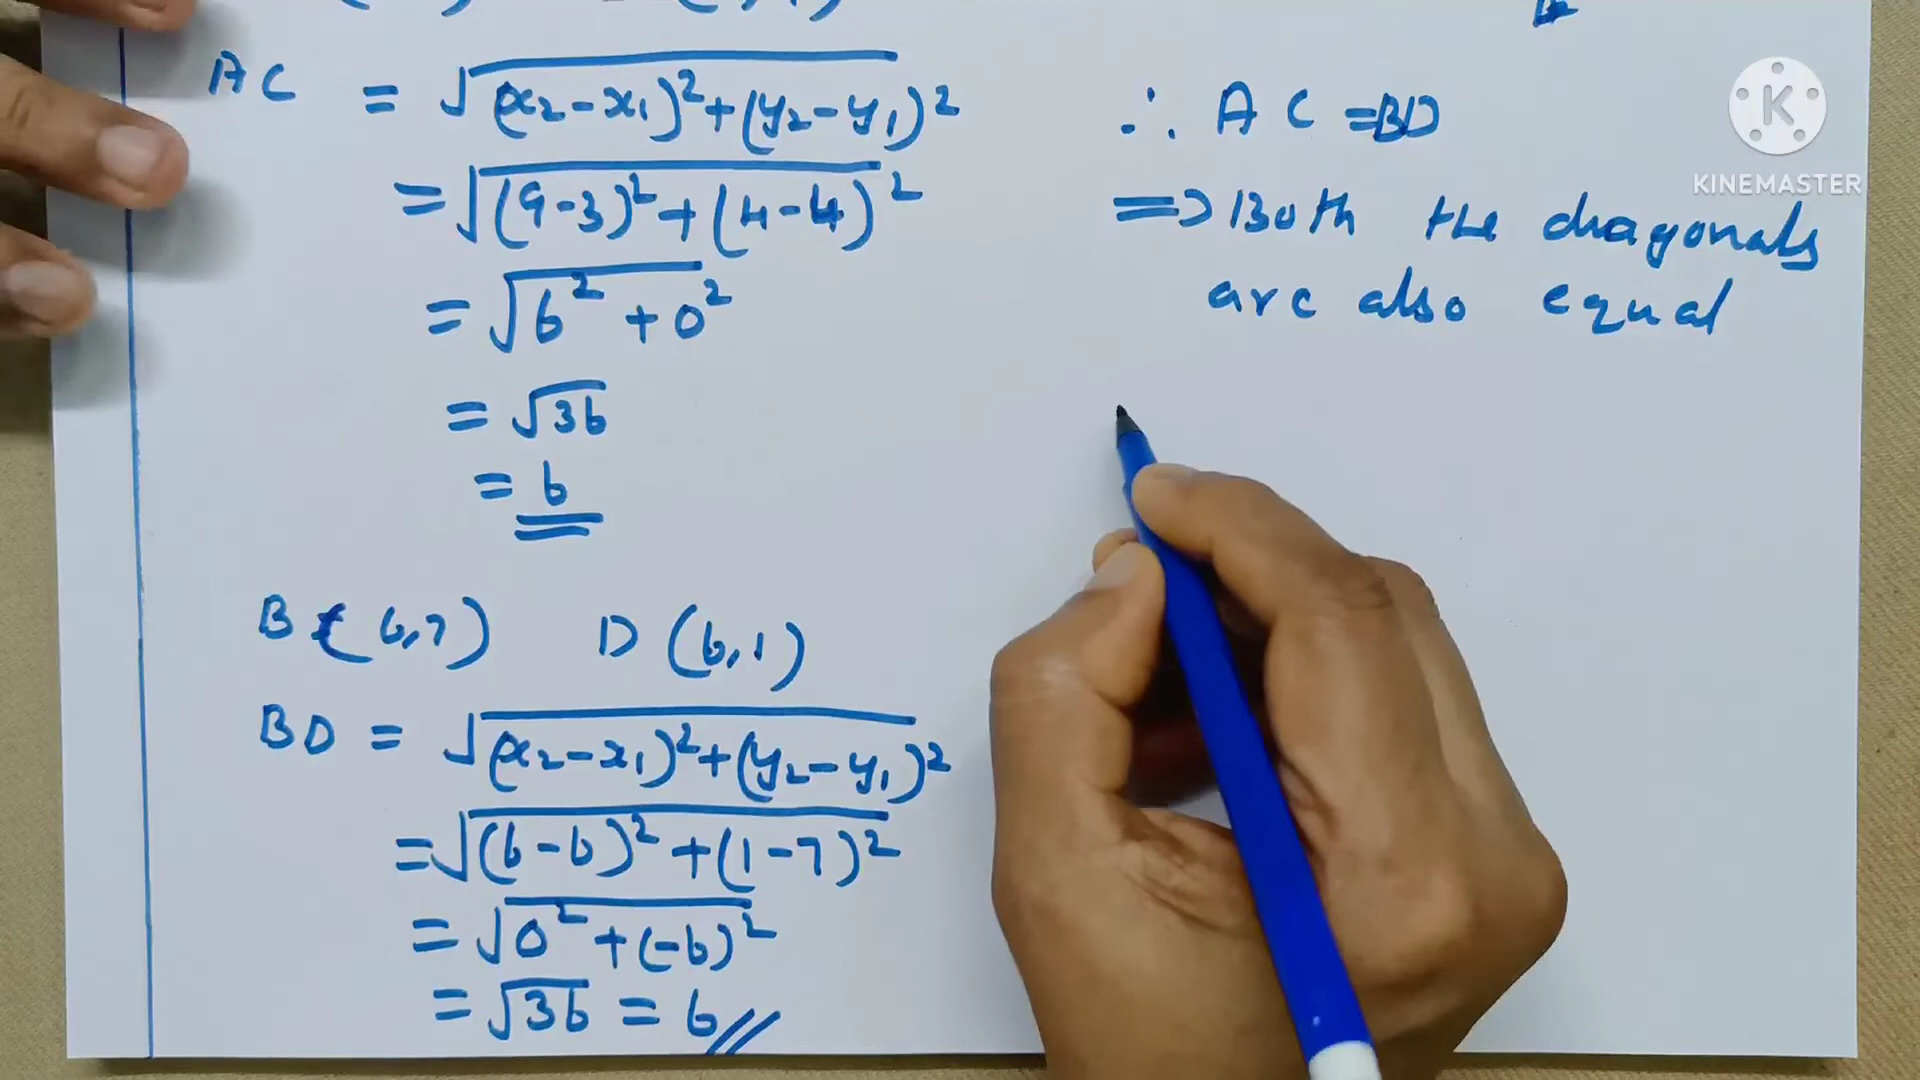 AC = √(x₂-x₁)²+(y₂-y₁)²
= √(9-3)²+(4-4)²
= √6²+0²
= √36
= 6
B (6,7) D (6,1)
BD = √(x₂-x₁)²+(y₂-y₁)²
= √(6-6)²+(1-7)²
= √0²+(-6)²
= √36 = 6
∴ AC =BD
=> Both the diagonals
are also equal
K
KINEMASTER